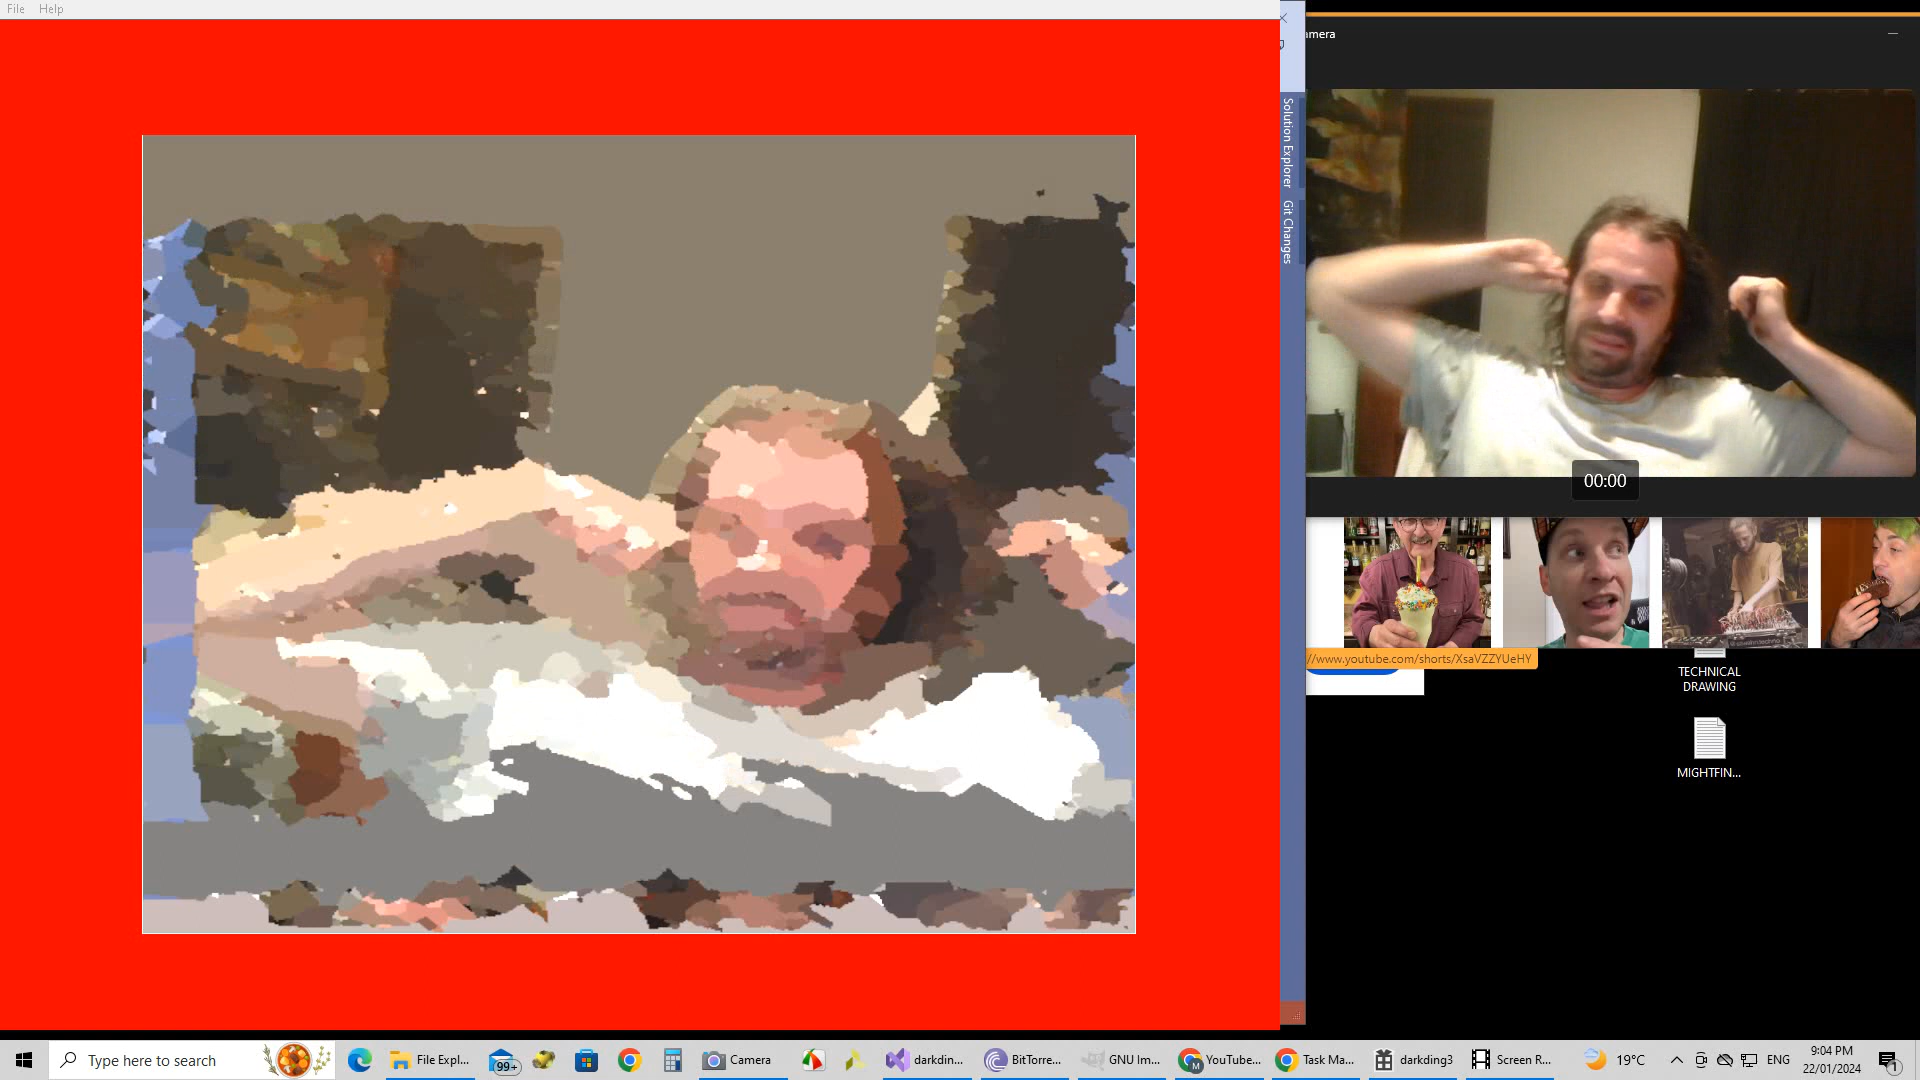 File Help
amera
Solution Explorer
Git Changes
00:00
//www.youtube.com/shorts/XsaVZZYUeHY
TECHNICAL
DRAWING
MIGHTFIN...
Type here to search
99+
File Expl...
Camera
darkdin...
BitTorre...
GNU Im...
M
YouTube...
Task Ma...
darkding3
Screen R...
19°C
ENG
9:04 PM
22/01/2024
1